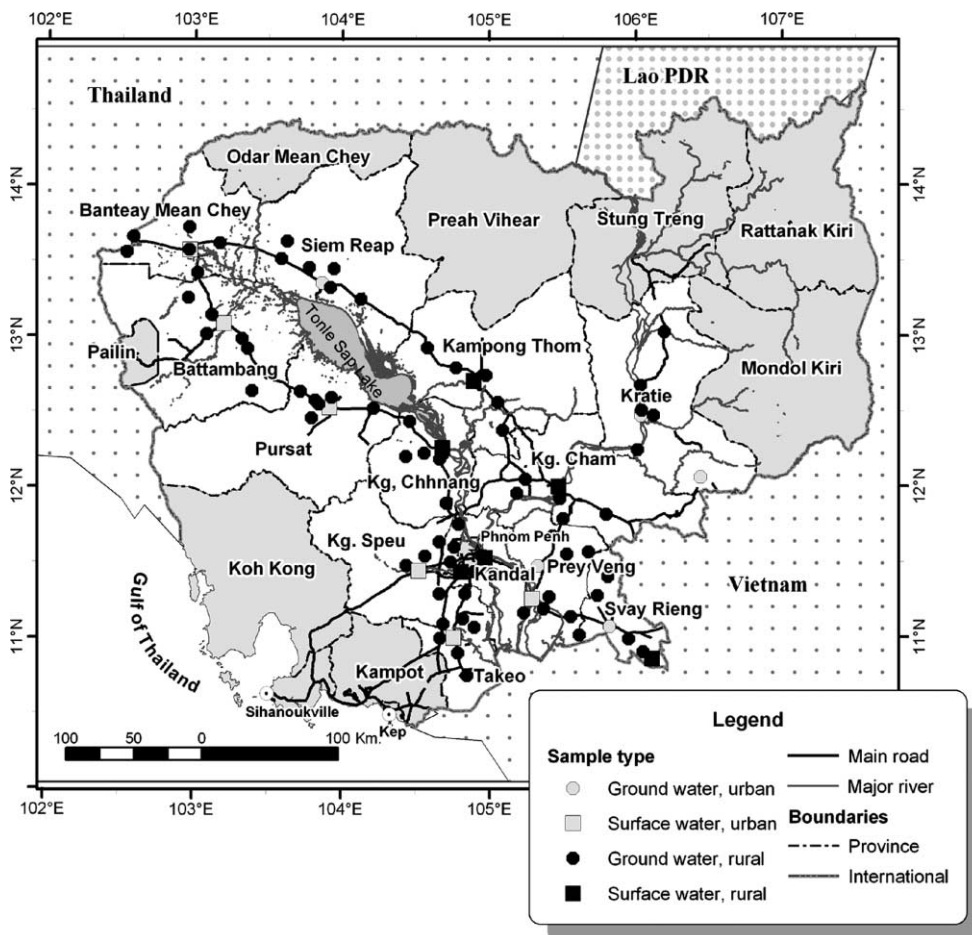 102°E 103°E 104°E 105°E 106°E 107°E
Thailand
Lao PDR
14°N
14°N
Odar Mean Chey
Banteay Mean Chey
Preah Vihear
Stung Treng
Rattanak Kiri
Siem Reap
13°N
13°N
Tonle Sap Lake
Pailin
Kampong Thom
Battambang
Mondol Kiri
Kratie
Pursat
Kg. Cham
12°N
12°N
Kg, Chhnang
Kg. Speu
Phnom Penh
Koh Kong
Kandal
Prey Veng
Vietnam
Gulf of Thailand
Svay Rieng
11°N
11°N
Kampot
Takeo
Sihanoukville
Kep
100 50 0 100 Km.
102°E 103°E 104°E 105°E
Legend
Sample type
Ground water, urban
Surface water, urban
Ground water, rural
Surface water, rural
Main road
Major river
Boundaries
Province
International